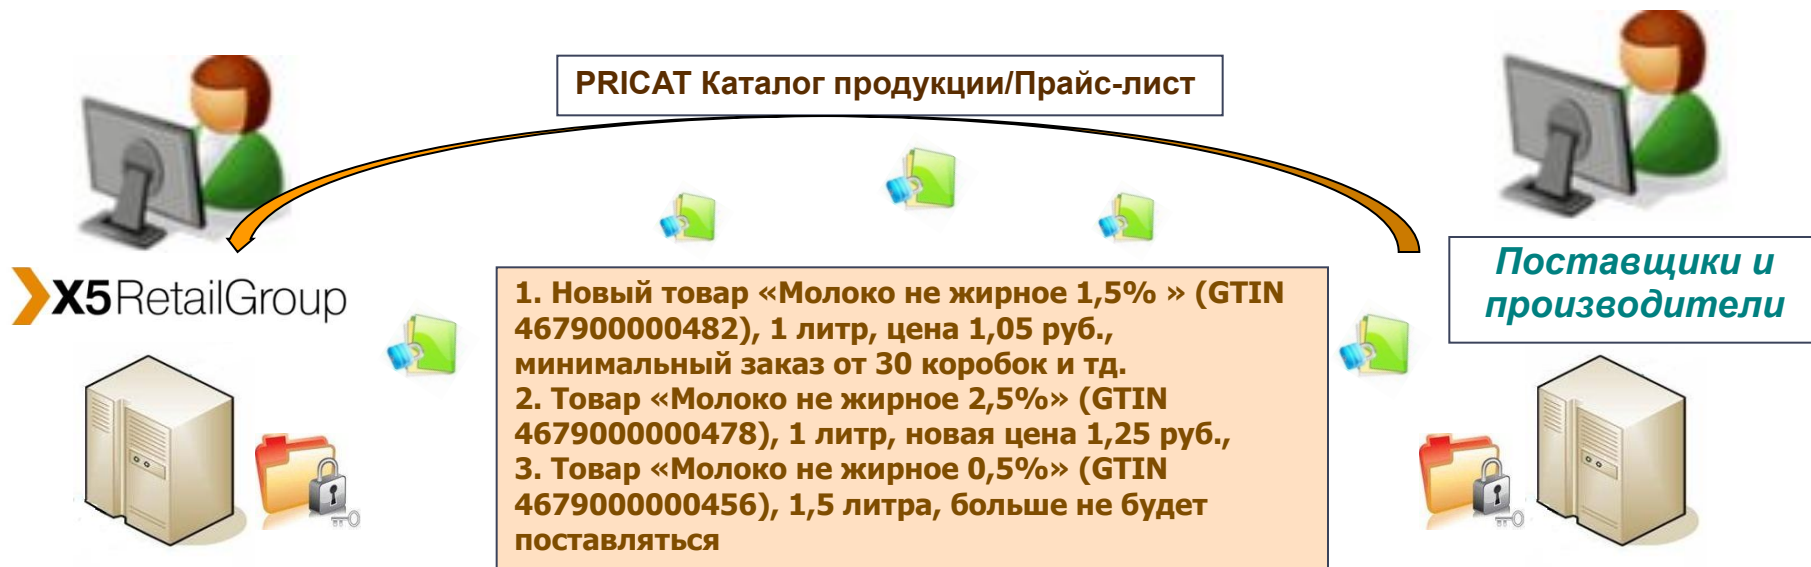 PRICAT Каталог продукции/Прайс-лист
X5RetailGroup
Поставщики и
производители
1. Новый товар «Молоко не жирное 1,5% » (GTIN
467900000482), 1 литр, цена 1,05 руб.,
минимальный заказ от 30 коробок и тд.
2. Товар «Молоко не жирное 2,5%» (GTIN
4679000000478), 1 литр, новая цена 1,25 руб.,
3. Товар «Молоко не жирное 0,5%» (GTIN
4679000000456), 1,5 литра, больше не будет
поставляться